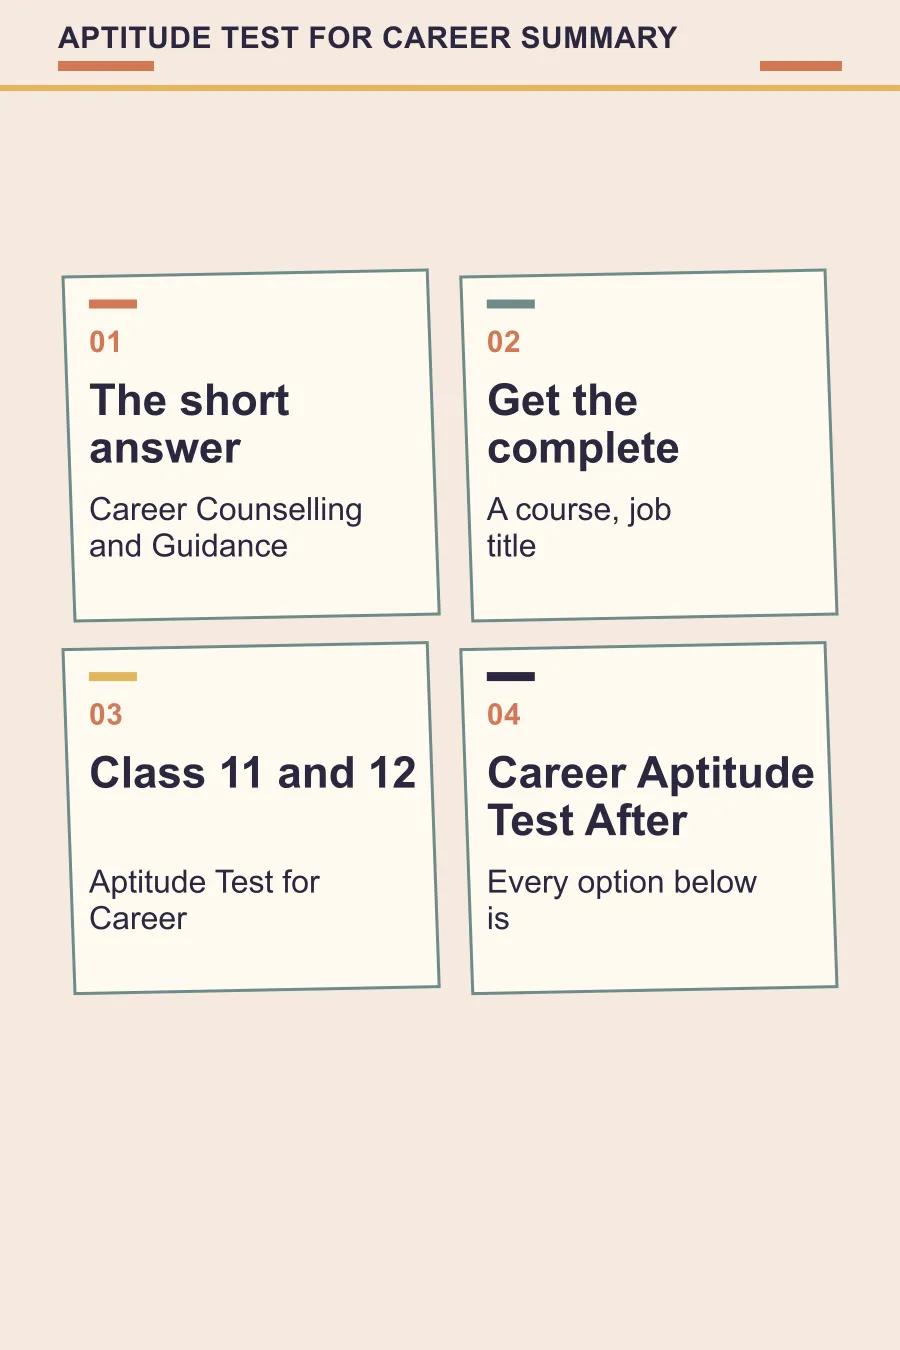 APTITUDE TEST FOR CAREER SUMMARY
01
The short
answer
Career Counselling
and Guidance
02
Get the
complete
A course, job
title
03
Class 11 and 12
Aptitude Test for
Career
04
Career Aptitude
Test After
Every option below
is